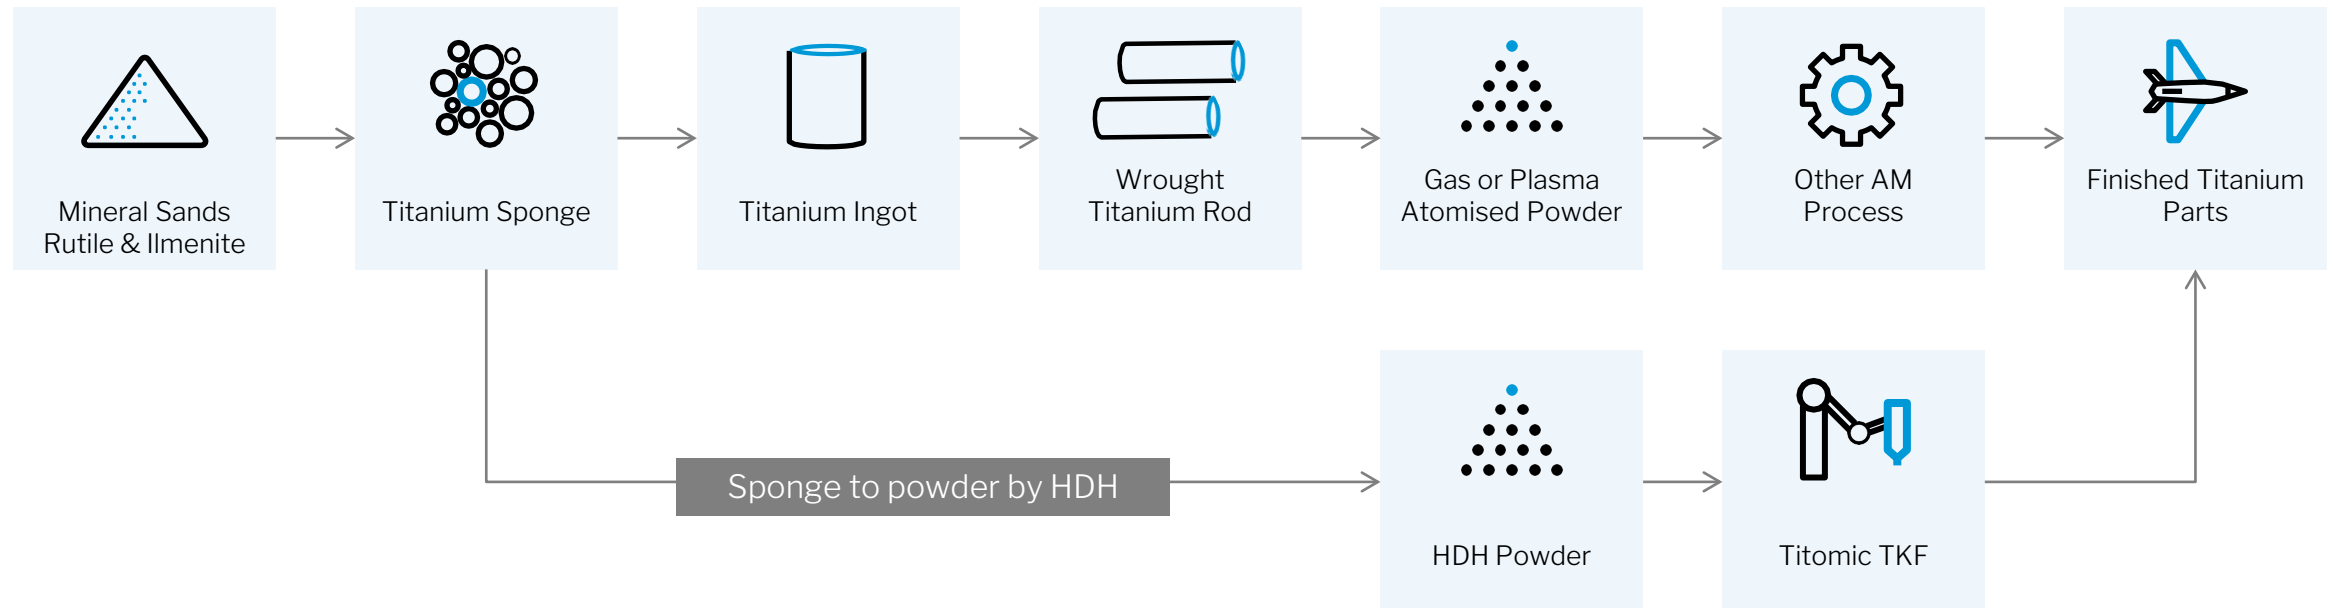 Mineral Sands
Rutile & Ilmenite
Titanium Sponge
Titanium Ingot
Wrought
Titanium Rod
Gas or Plasma
Atomised Powder
Other AM
Process
Finished Titanium
Parts
Sponge to powder by HDH
HDH Powder
Titomic TKF